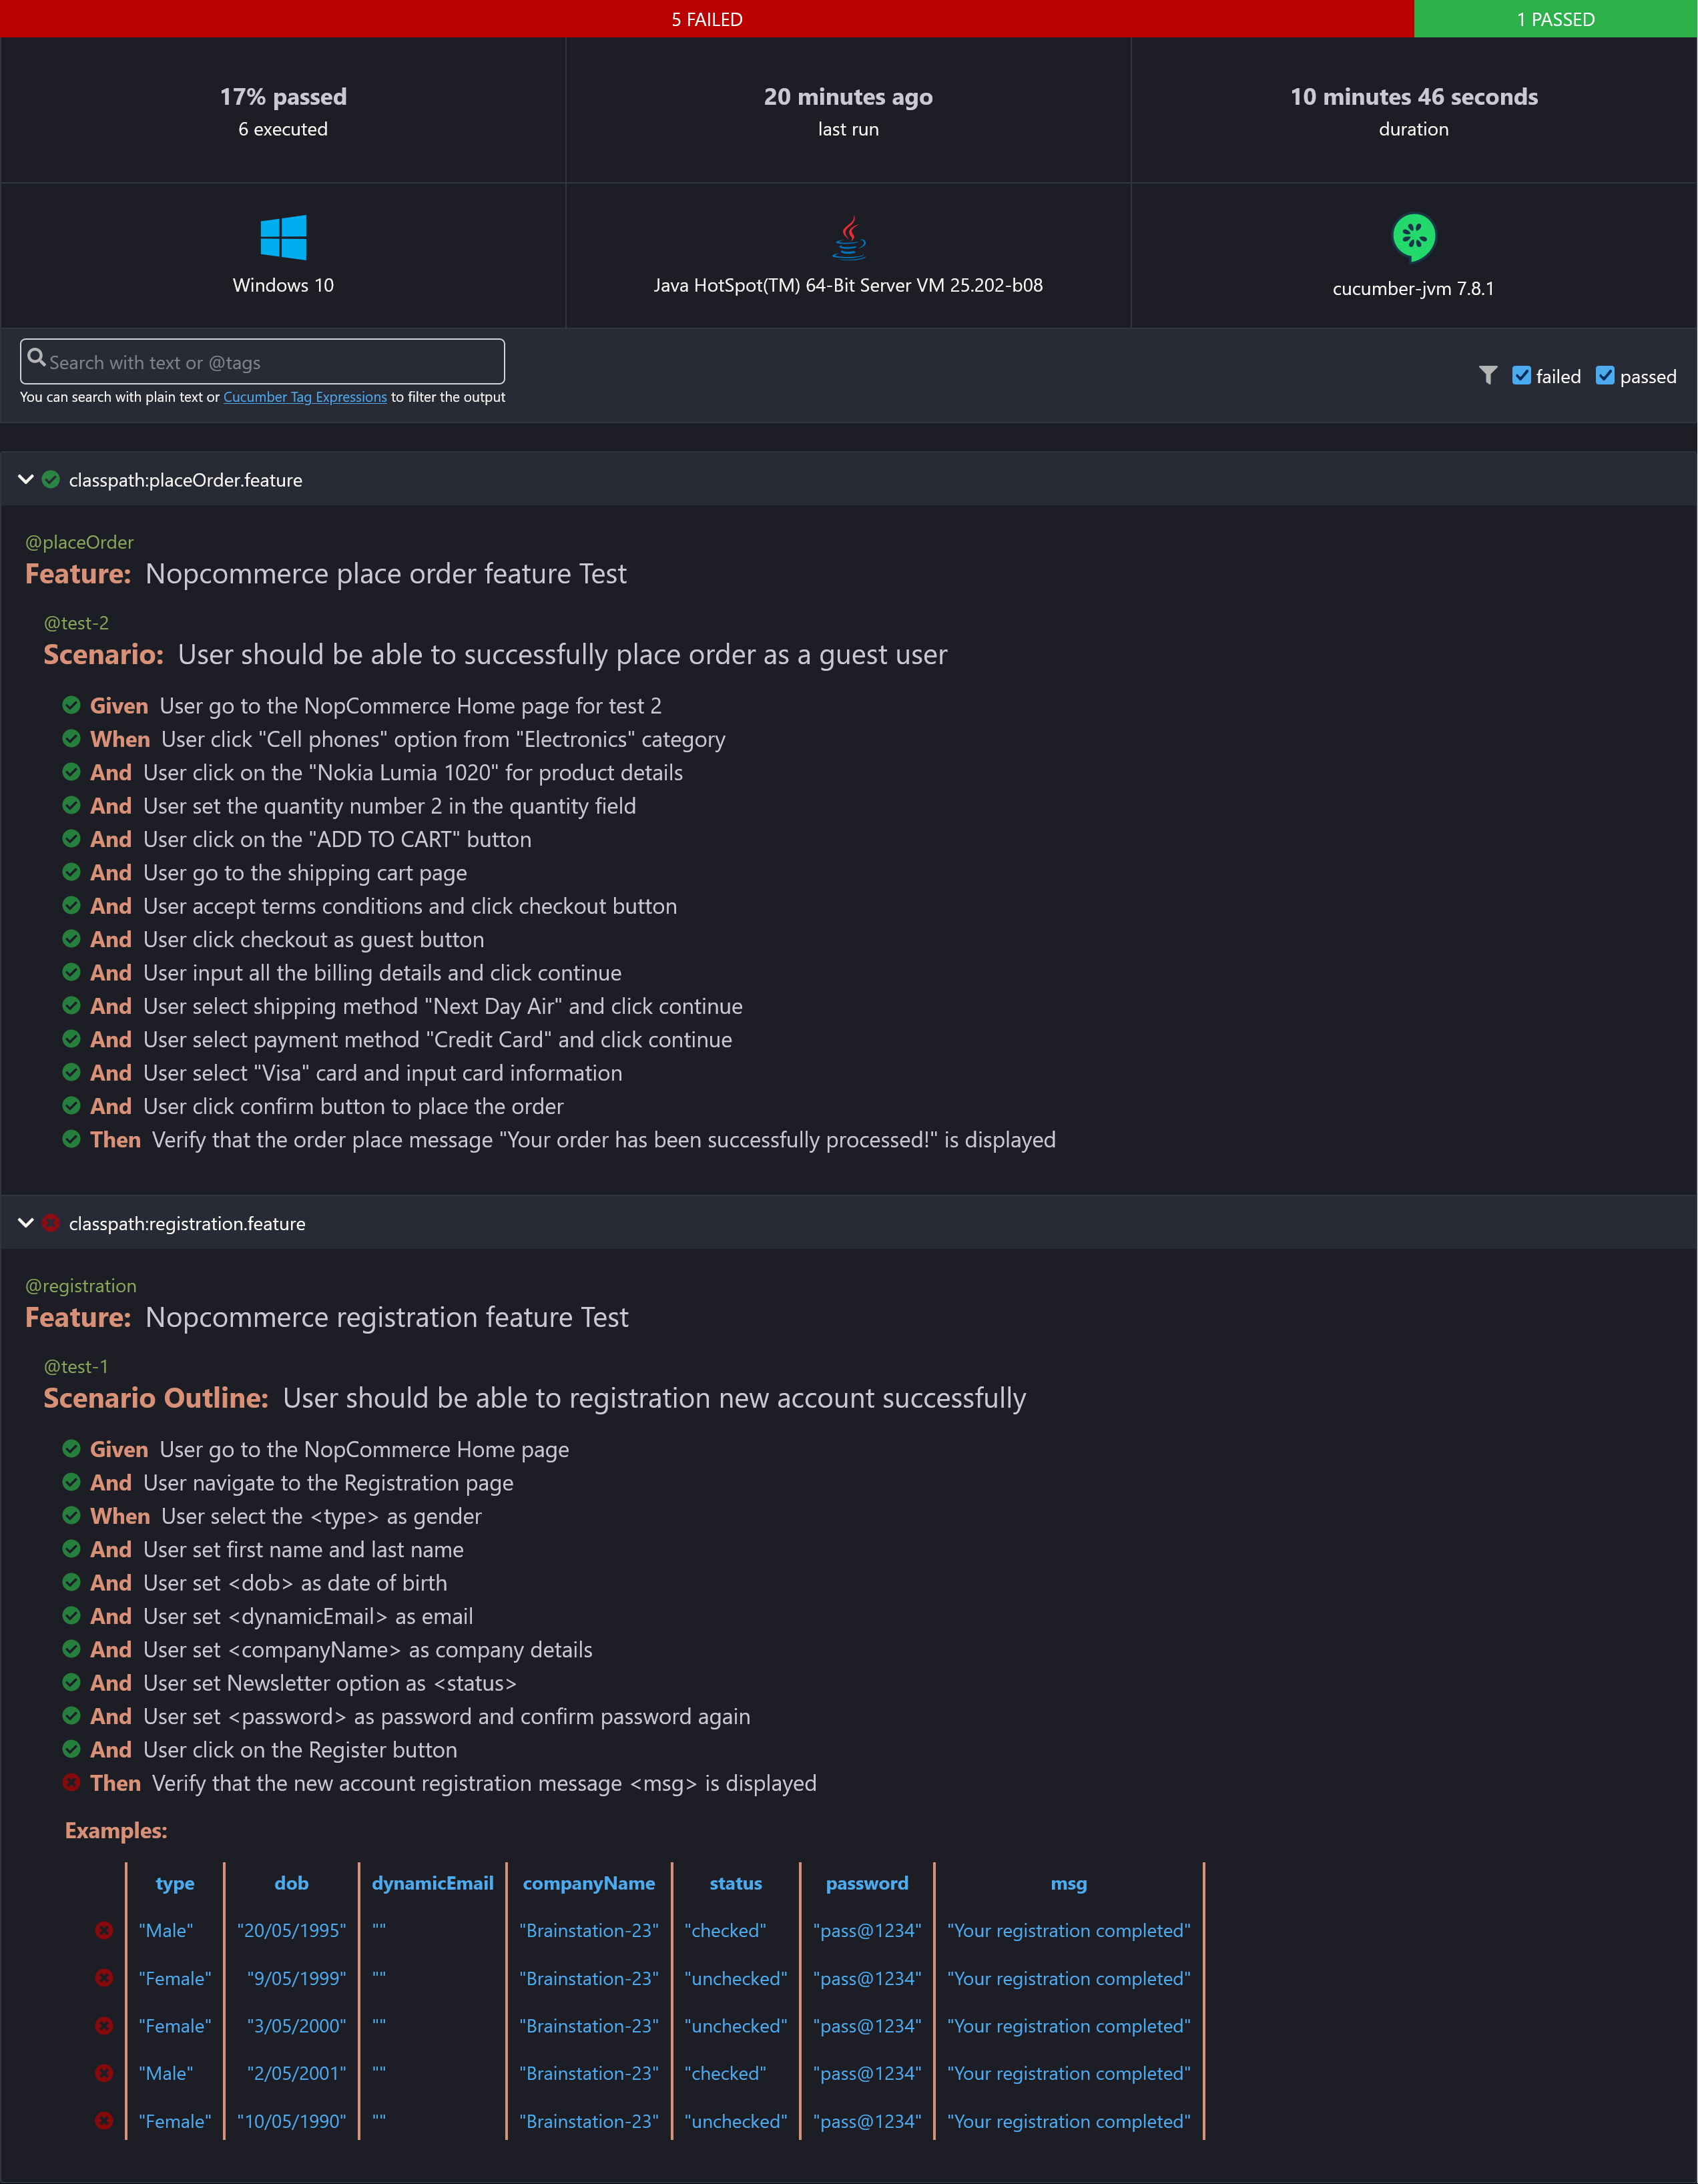 5 FAILED
1 PASSED
17% passed
6 executed
20 minutes ago
last run
10 minutes 46 seconds
duration
Windows 10
Java HotSpot(TM) 64-Bit Server VM 25.202-b08
cucumber-jvm 7.8.1
Search with text or @tags
You can search with plain text or Cucumber Tag Expressions to filter the output
failed passed
classpath:placeOrder.feature
@placeOrder
Feature: Nopcommerce place order feature Test
@test-2
Scenario: User should be able to successfully place order as a guest user
Given User go to the NopCommerce Home page for test 2
When User click "Cell phones" option from "Electronics" category
And User click on the "Nokia Lumia 1020" for product details
And User set the quantity number 2 in the quantity field
And User click on the "ADD TO CART" button
And User go to the shipping cart page
And User accept terms conditions and click checkout button
And User click checkout as guest button
And User input all the billing details and click continue
And User select shipping method "Next Day Air" and click continue
And User select payment method "Credit Card" and click continue
And User select "Visa" card and input card information
And User click confirm button to place the order
Then Verify that the order place message "Your order has been successfully processed!" is displayed
classpath:registration.feature
@registration
Feature: Nopcommerce registration feature Test
@test-1
Scenario Outline: User should be able to registration new account successfully
Given User go to the NopCommerce Home page
And User navigate to the Registration page
When User select the <type> as gender
And User set first name and last name
And User set <dob> as date of birth
And User set <dynamicEmail> as email
And User set <companyName> as company details
And User set Newsletter option as <status>
And User set <password> as password and confirm password again
And User click on the Register button
Then Verify that the new account registration message <msg> is displayed
Examples:
type dob dynamicEmail companyName status password msg
"Male" "20/05/1995" "" "Brainstation-23" "checked" "pass@1234" "Your registration completed"
"Female" "9/05/1999" "" "Brainstation-23" "unchecked" "pass@1234" "Your registration completed"
"Female" "3/05/2000" "" "Brainstation-23" "unchecked" "pass@1234" "Your registration completed"
"Male" "2/05/2001" "" "Brainstation-23" "checked" "pass@1234" "Your registration completed"
"Female" "10/05/1990" "" "Brainstation-23" "unchecked" "pass@1234" "Your registration completed"